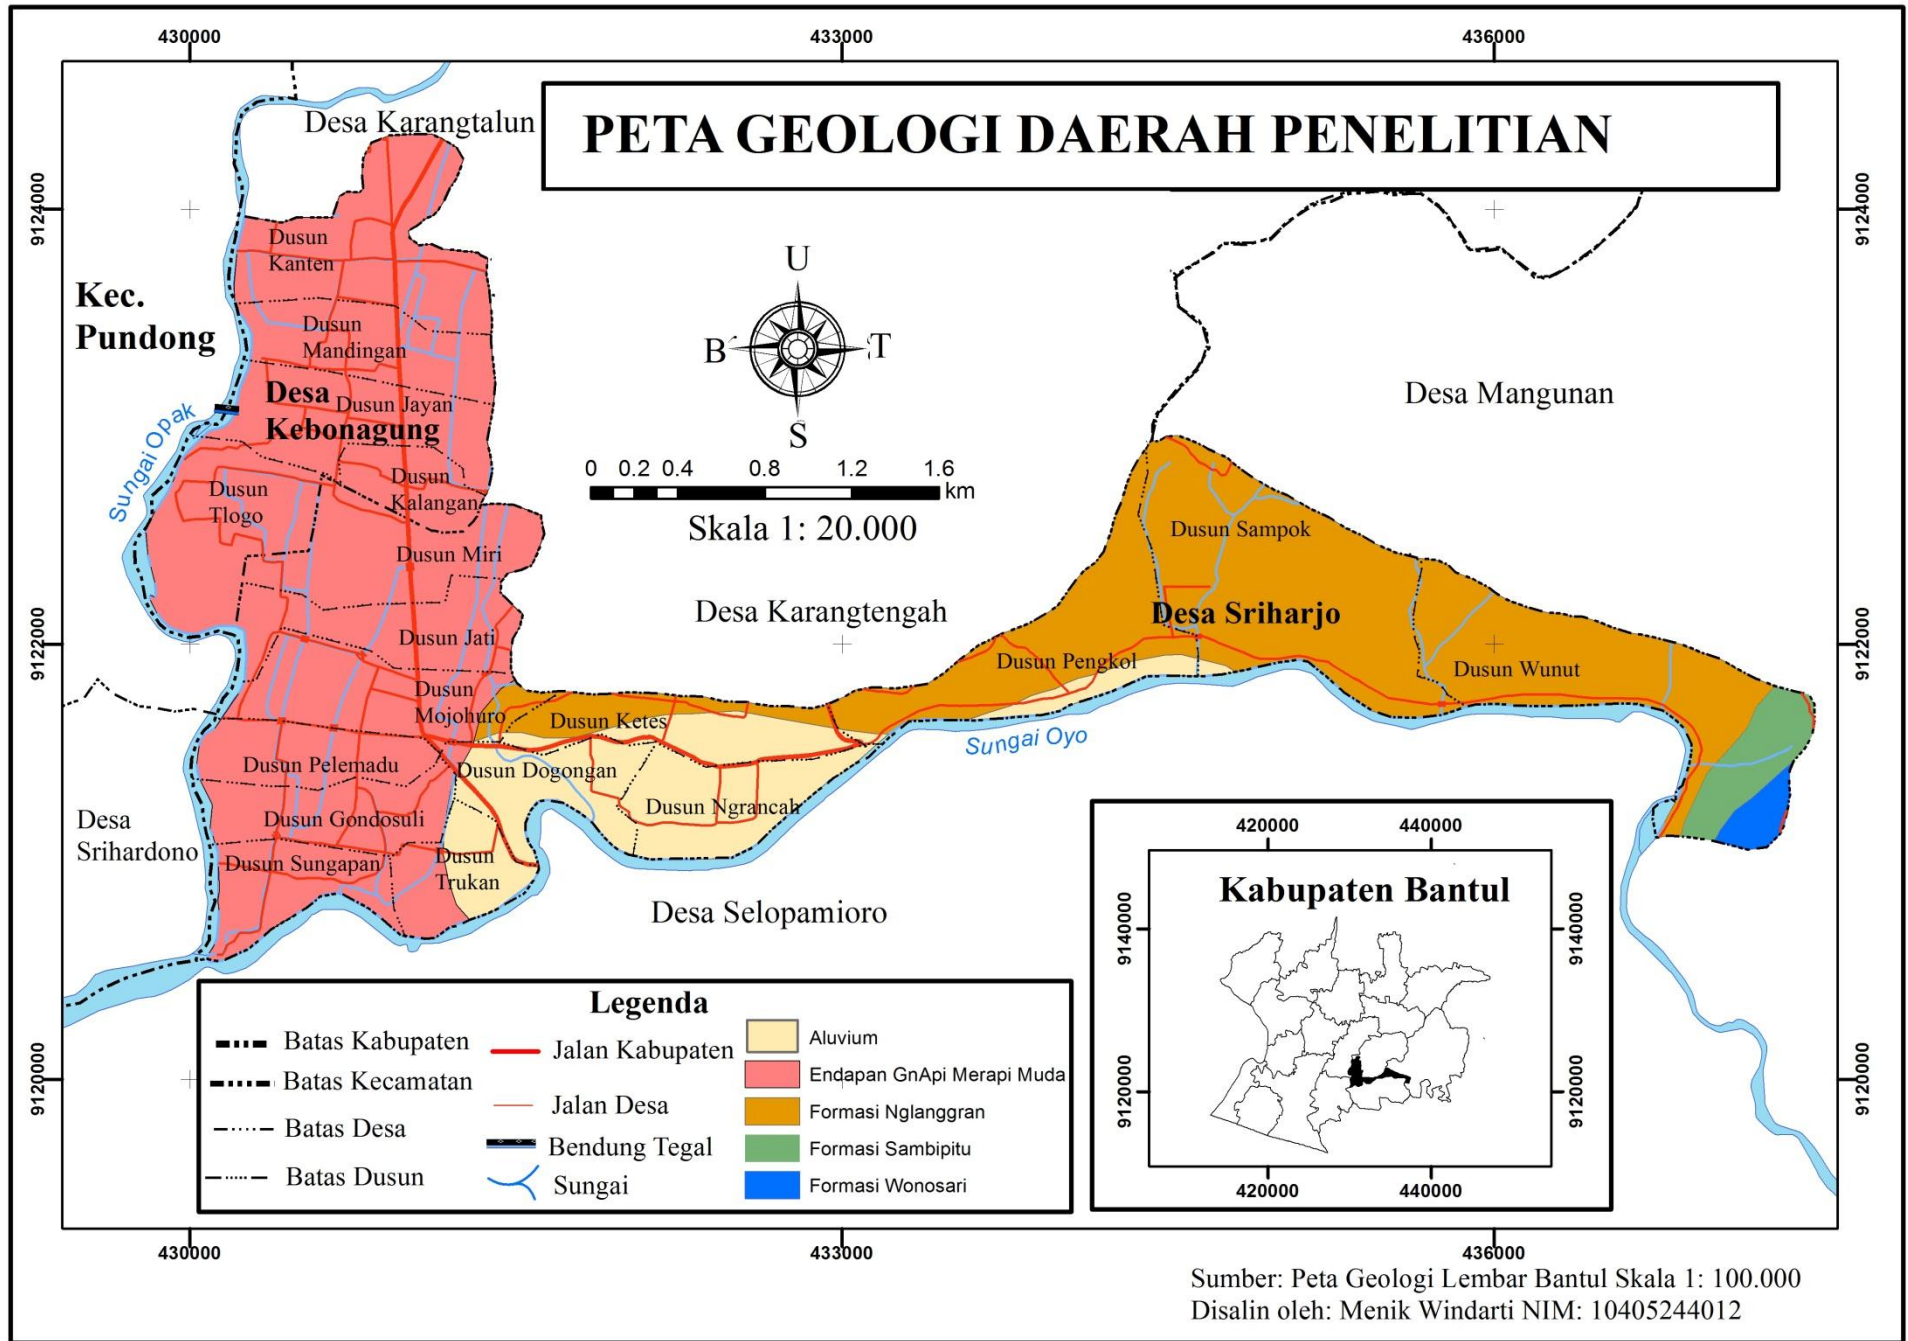 430000
433000
436000
PETA GEOLOGI DAERAH PENELITIAN
Desa Karangtalun
9124000
9124000
Dusun
Kanten
Kec.
Pundong
Dusun
Mandingan
U
B
T
S
Desa
Kebonagung
Dusun Jayan
Desa Mangunan
Sungai Opak
0 0.2 0.4 0.8 1.2 1.6
km
Skala 1: 20.000
Dusun
Kalangan
Dusun
Tlogo
Dusun Sampok
Dusun Miri
Desa Karangtengah
Desa Sriharjo
9122000
9122000
Dusun Jati
Dusun Pengkol
Dusun Wunut
Dusun
Mojohuro
Dusun Ketes
Sungai Oyo
Dusun Pelemadu
Dusun Dogongan
Dusun Ngrancah
Desa
Srihardono
Dusun Gondosuli
Dusun Sungapan
Dusun
Trukan
Desa Selopamioro
420000
440000
Kabupaten Bantul
9140000
9140000
9120000
9120000
420000
440000
9120000
9120000
Legenda
Batas Kabupaten
Batas Kecamatan
Batas Desa
Batas Dusun
Jalan Kabupaten
Jalan Desa
Bendung Tegal
Sungai
Aluvium
Endapan GnApi Merapi Muda
Formasi Nglanggran
Formasi Sambipitu
Formasi Wonosari
430000
433000
436000
Sumber: Peta Geologi Lembar Bantul Skala 1: 100.000
Disalin oleh: Menik Windarti NIM: 10405244012